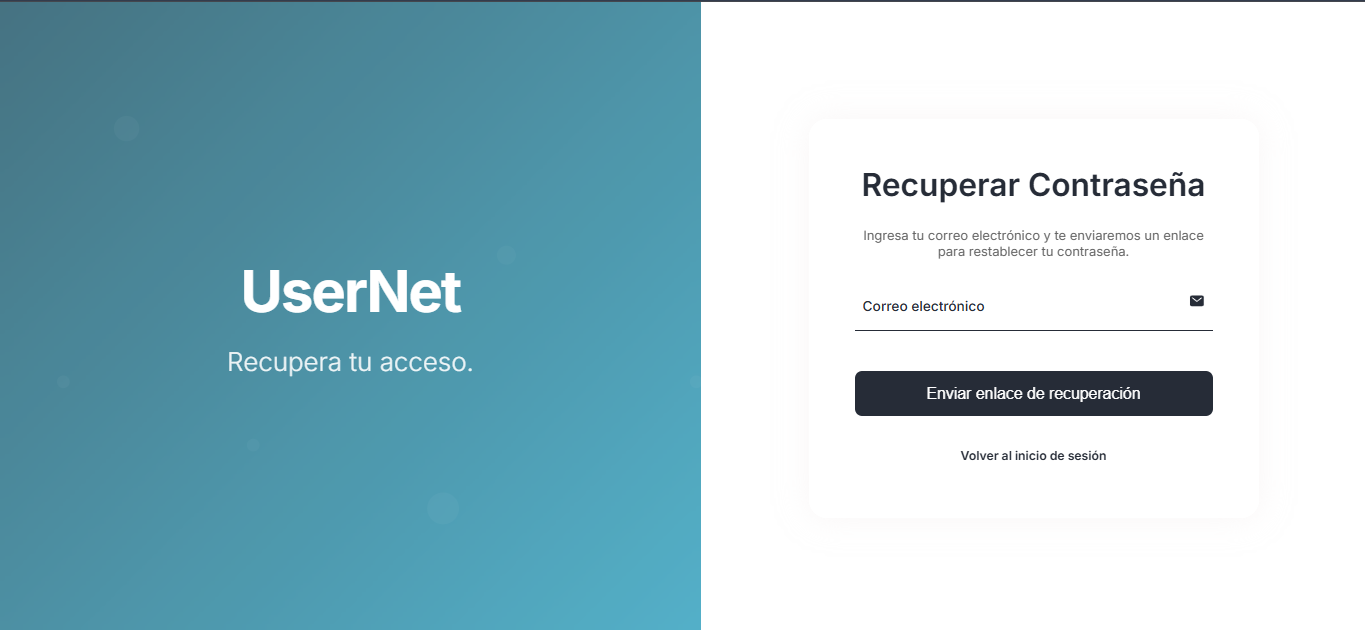 UserNet
Recupera tu acceso.
Recuperar Contraseña
Ingresa tu correo electrónico y te enviaremos un enlace
para restablecer tu contraseña.
Correo electrónico
Enviar enlace de recuperación
Volver al inicio de sesión